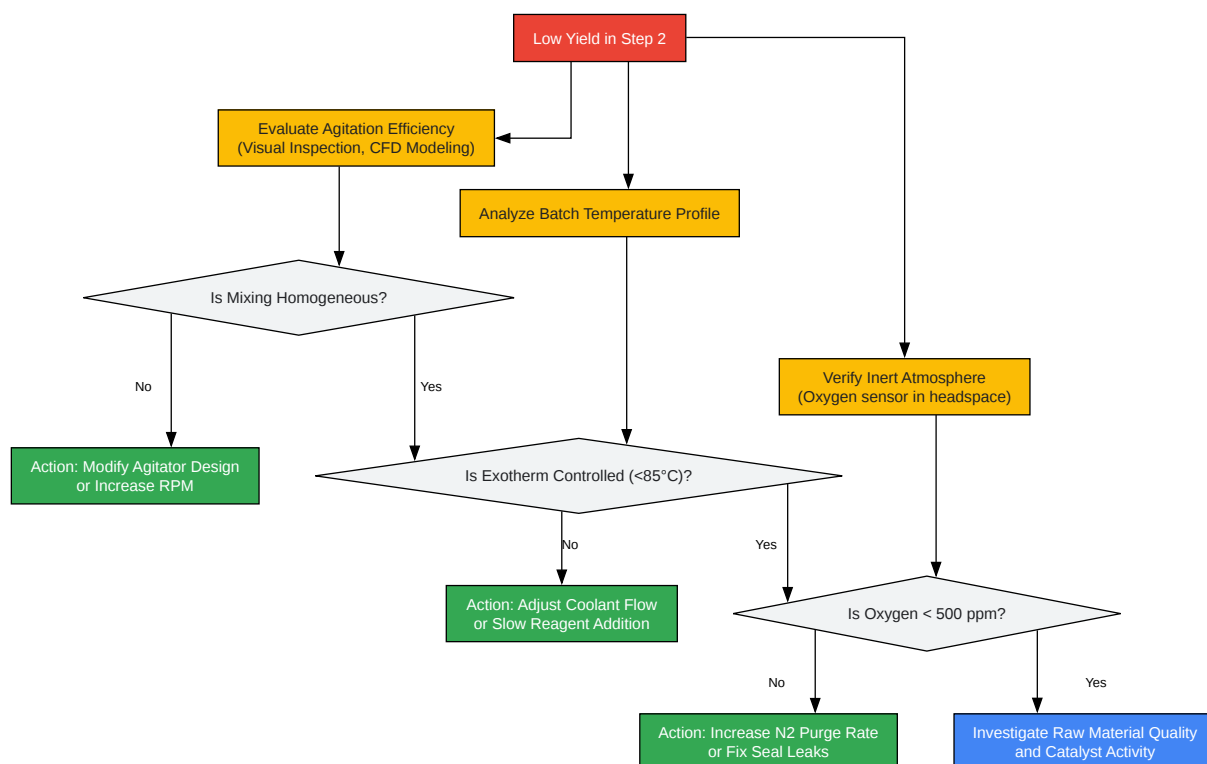 Low Yield in Step 2
Evaluate Agitation Efficiency
(Visual Inspection, CFD Modeling)
Analyze Batch Temperature Profile
Is Mixing Homogeneous?
Verify Inert Atmosphere
(Oxygen sensor in headspace)
No
Yes
Action: Modify Agitator Design
or Increase RPM
Is Exotherm Controlled (<85°C)?
No
Yes
Action: Adjust Coolant Flow
or Slow Reagent Addition
Is Oxygen < 500 ppm?
No
Yes
Action: Increase N2 Purge Rate
or Fix Seal Leaks
Investigate Raw Material Quality
and Catalyst Activity